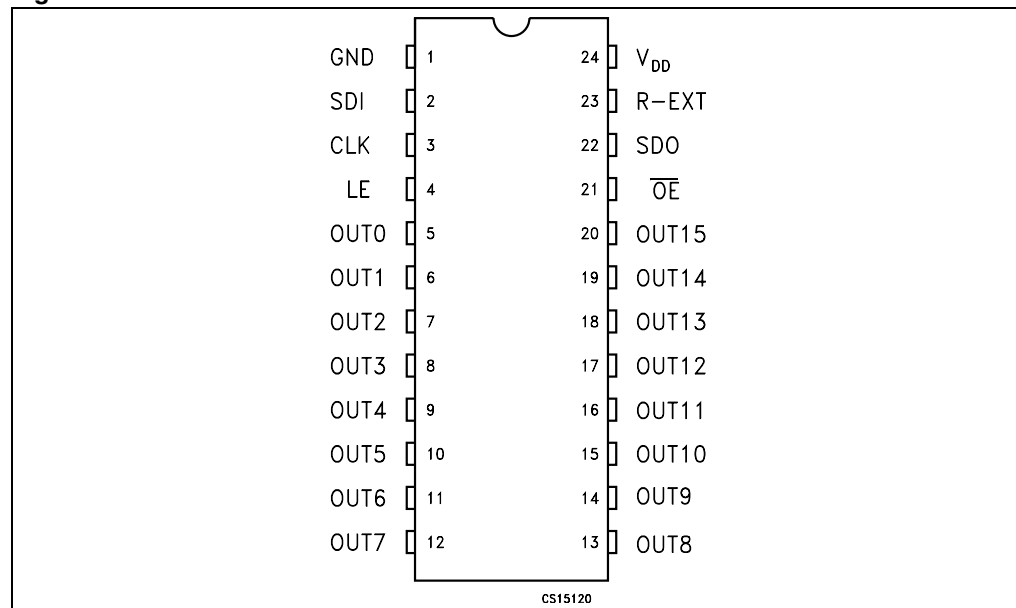 GND 1 24 VDD
SDI 2 23 R-EXT
CLK 3 22 SDO
LE 4 21 O̅E̅
OUT0 5 20 OUT15
OUT1 6 19 OUT14
OUT2 7 18 OUT13
OUT3 8 17 OUT12
OUT4 9 16 OUT11
OUT5 10 15 OUT10
OUT6 11 14 OUT9
OUT7 12 13 OUT8
CS15120